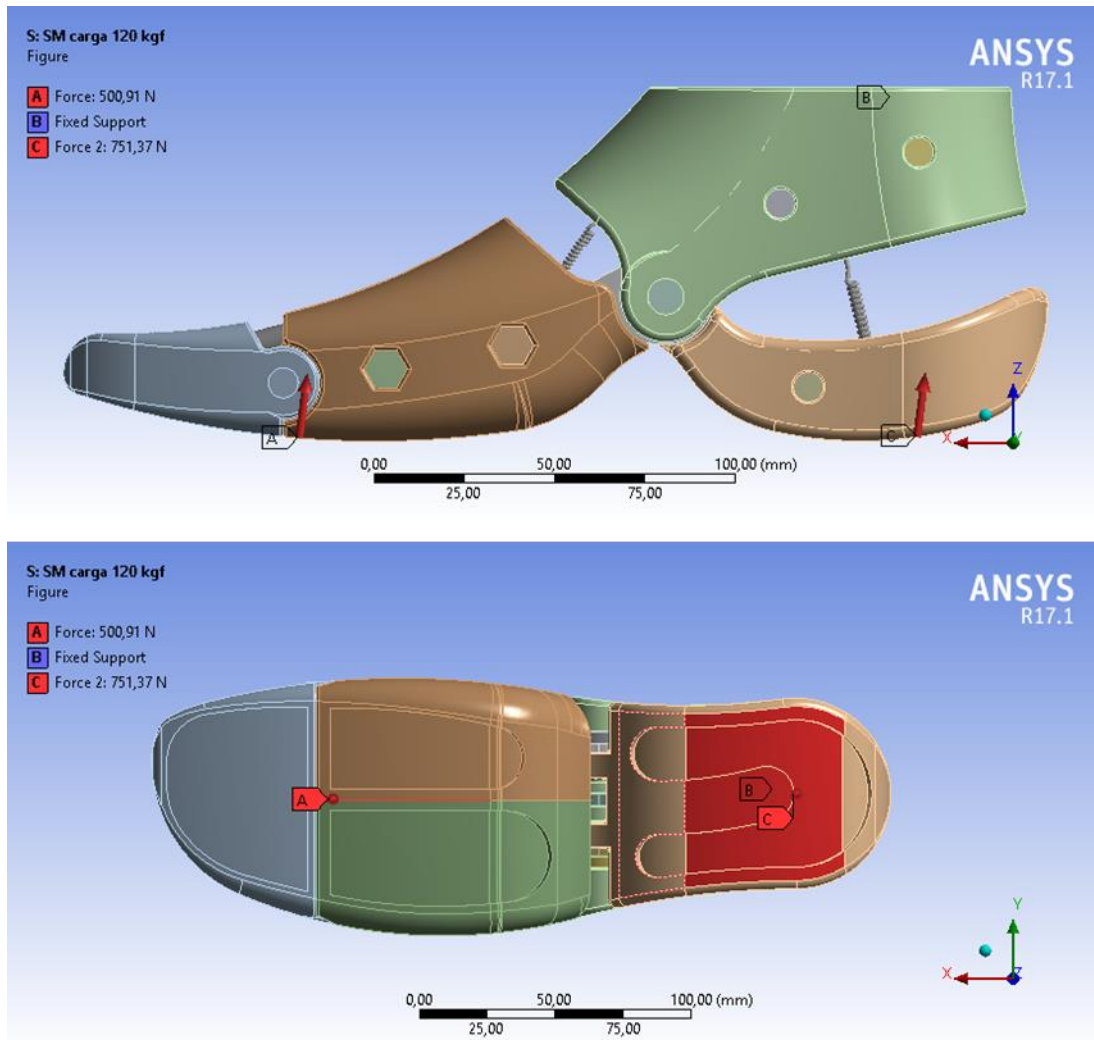 S: SM carga 120 kgf
Figure
A Force: 500,91 N
B Fixed Support
C Force 2: 751,37 N
ANSYS
R17.1
B
A
C
Z
X
Y
0,00 50,00 100,00 (mm)
25,00 75,00
S: SM carga 120 kgf
Figure
A Force: 500,91 N
B Fixed Support
C Force 2: 751,37 N
ANSYS
R17.1
A
B
C
Y
X
Z
0,00 50,00 100,00 (mm)
25,00 75,00